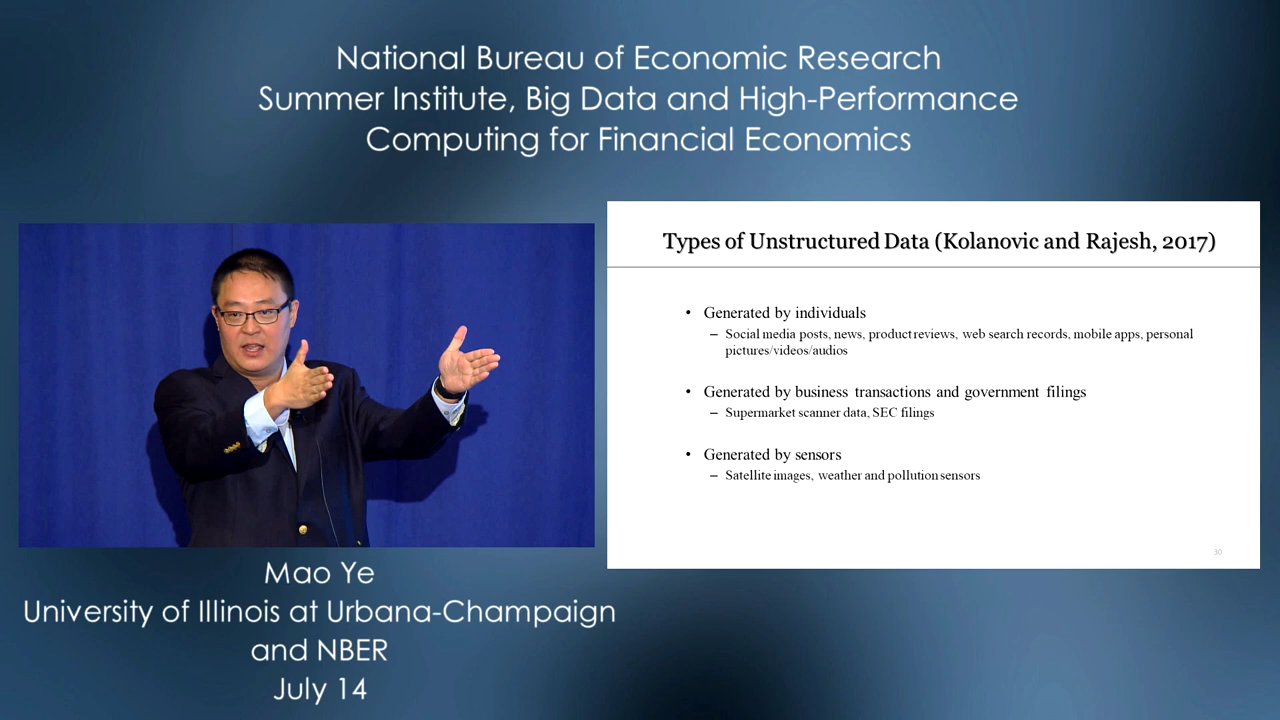 National Bureau of Economic Research
Summer Institute, Big Data and High-Performance
Computing for Financial Economics
Types of Unstructured Data (Kolanovic and Rajesh, 2017)
• Generated by individuals
– Social media posts, news, product reviews, web search records, mobile apps, personal
pictures/videos/audios
• Generated by business transactions and government filings
– Supermarket scanner data, SEC filings
• Generated by sensors
– Satellite images, weather and pollution sensors
30
Mao Ye
University of Illinois at Urbana-Champaign
and NBER
July 14